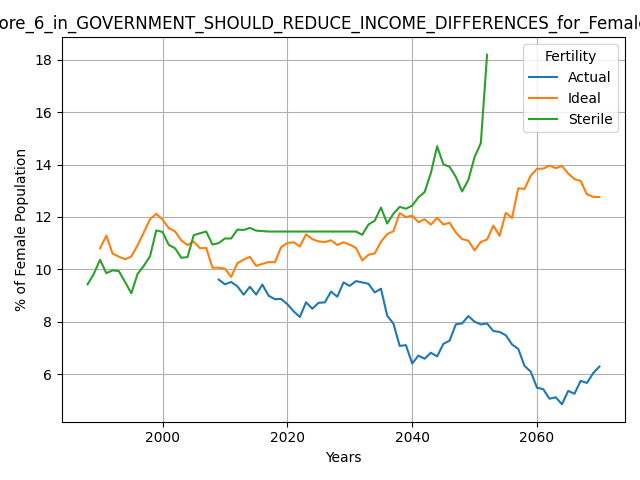 ore_6_in_GOVERNMENT_SHOULD_REDUCE_INCOME_DIFFERENCES_for_Female
Fertility
Actual
Ideal
Sterile
% of Female Population
18
16
14
12
10
8
6
2000
2020
2040
2060
Years